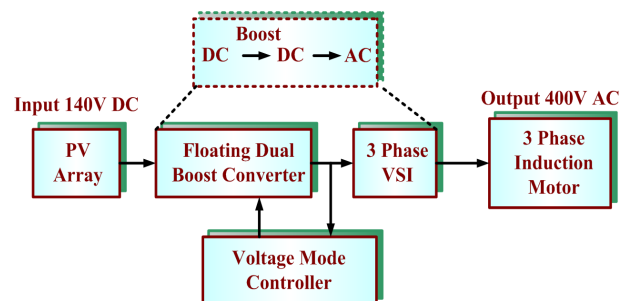 Boost
DC DC AC
Input 140V DC
Output 400V AC
PV
Array
Floating Dual
Boost Converter
3 Phase
VSI
3 Phase
Induction
Motor
Voltage Mode
Controller